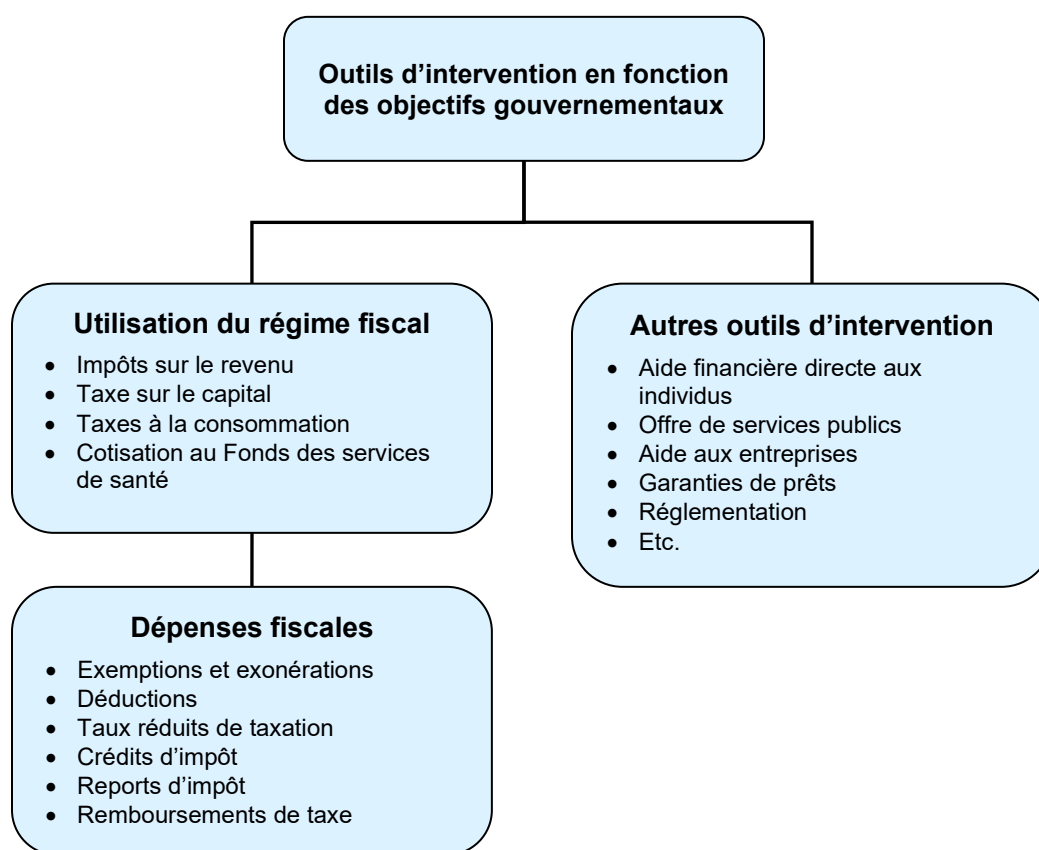 Outils d’intervention en fonction
des objectifs gouvernementaux
Utilisation du régime fiscal
• Impôts sur le revenu
• Taxe sur le capital
• Taxes à la consommation
• Cotisation au Fonds des services
de santé
Autres outils d’intervention
• Aide financière directe aux
individus
• Offre de services publics
• Aide aux entreprises
• Garanties de prêts
• Réglementation
• Etc.
Dépenses fiscales
• Exemptions et exonérations
• Déductions
• Taux réduits de taxation
• Crédits d’impôt
• Reports d’impôt
• Remboursements de taxe